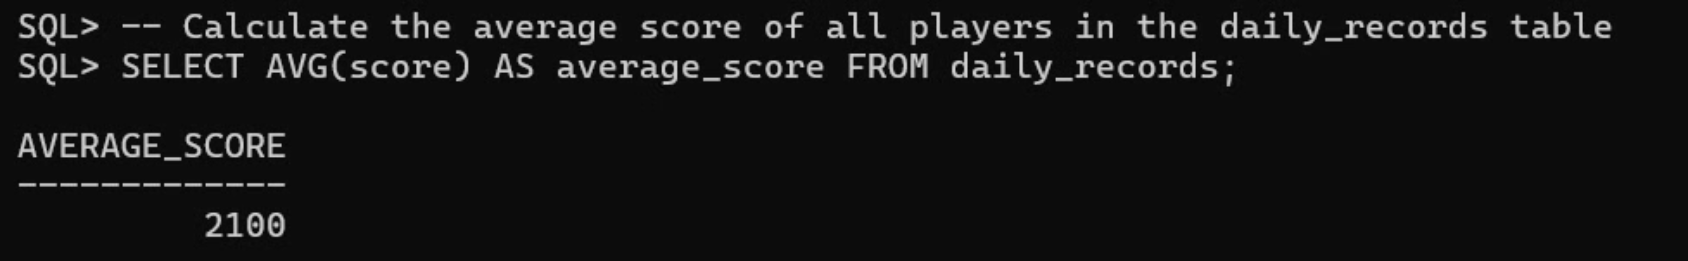 SQL> -- Calculate the average score of all players in the daily_records table
SQL> SELECT AVG(score) AS average_score FROM daily_records;
AVERAGE_SCORE
-------------
2100